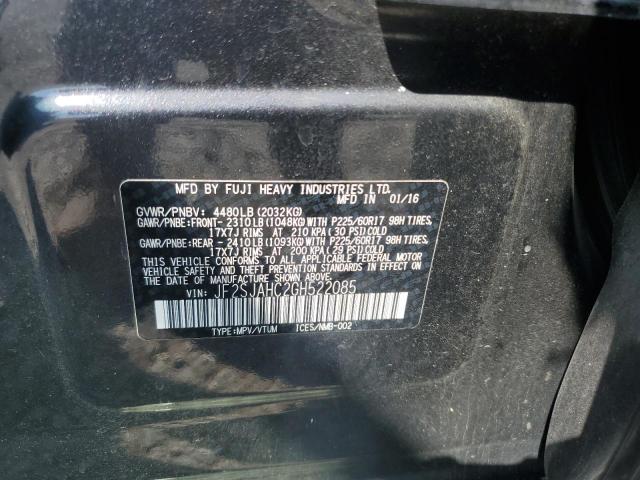 MFD BY FUJI HEAVY INDUSTRIES LTD.
MFD IN 01/16
GVWR/PNBV: 4480LB(2032KG)
GAWR/PNBE:FRONT- 2310LB(1048KG)WITH P225/60R17 98H TIRES,
17X7J RIMS AT 210 KPA(30 PSI)COLD
GAWR/PNBE:REAR - 2410LB(1093KG)WITH P225/60R17 98H TIRES,
17X7J RIMS AT 200 KPA(29 PSI)COLD
THIS VEHICLE CONFORMS TO ALL APPLICABLE FEDERAL MOTOR
VEHICLE SAFETY AND THEFT PREVENTION STANDARDS IN EFFECT ON
THE DATE OF MANUFACTURE SHOWN ABOVE.
VIN: JF2SJAHC2GH522085
TYPE:MPV/VTUM ICES/NMB-002